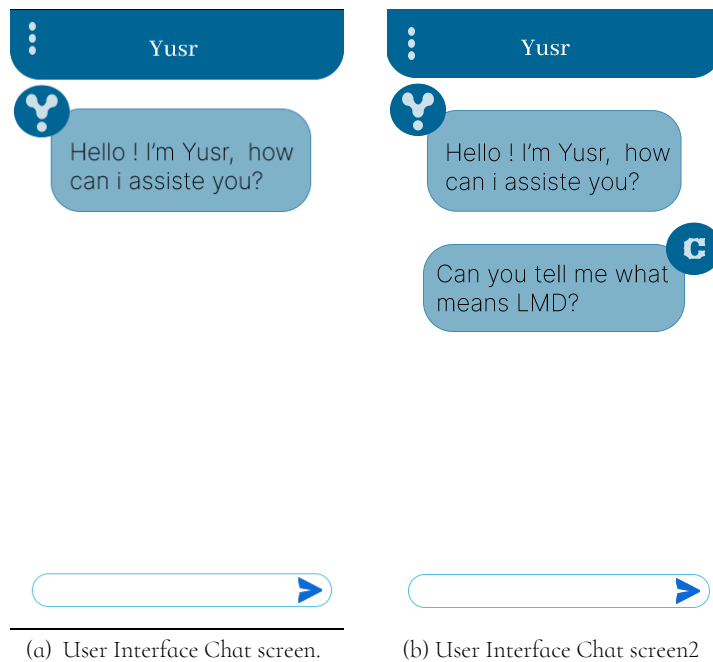 Yusr
Hello ! I'm Yusr, how
can i assiste you?
(a) User Interface Chat screen.
Yusr
Hello ! I'm Yusr, how
can i assiste you?
C
Can you tell me what
means LMD?
(b) User Interface Chat screen2